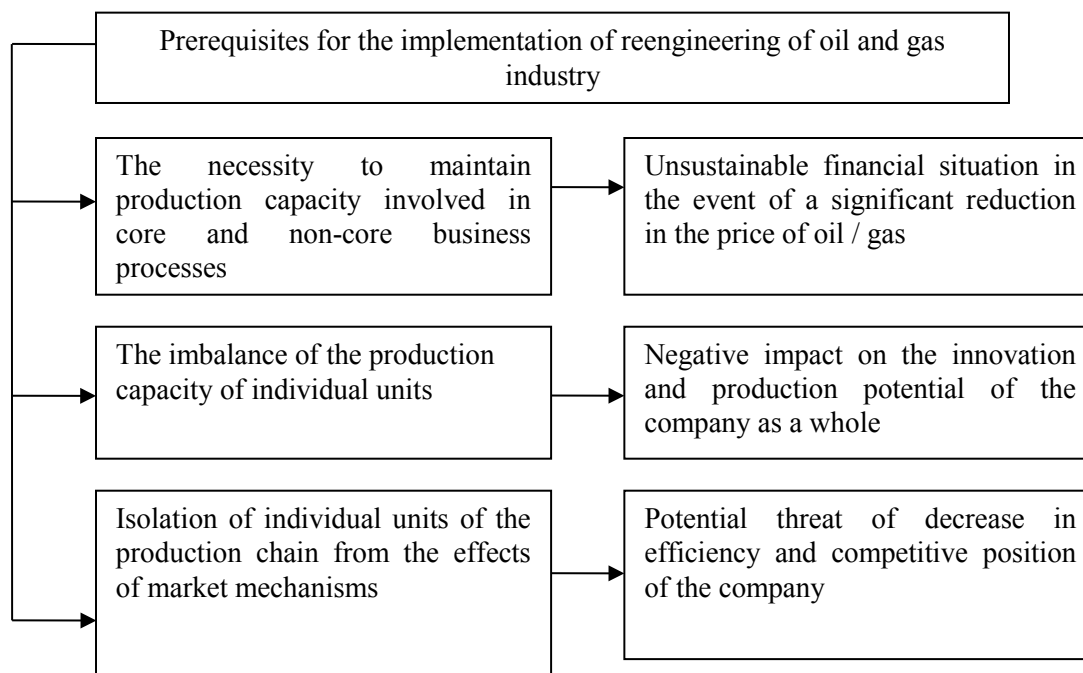 Prerequisites for the implementation of reengineering of oil and gas
industry
The necessity to maintain
production capacity involved in
core and non-core business
processes
Unsustainable financial situation in
the event of a significant reduction
in the price of oil / gas
The imbalance of the production
capacity of individual units
Negative impact on the innovation
and production potential of the
company as a whole
Isolation of individual units of the
production chain from the effects
of market mechanisms
Potential threat of decrease in
efficiency and competitive position
of the company